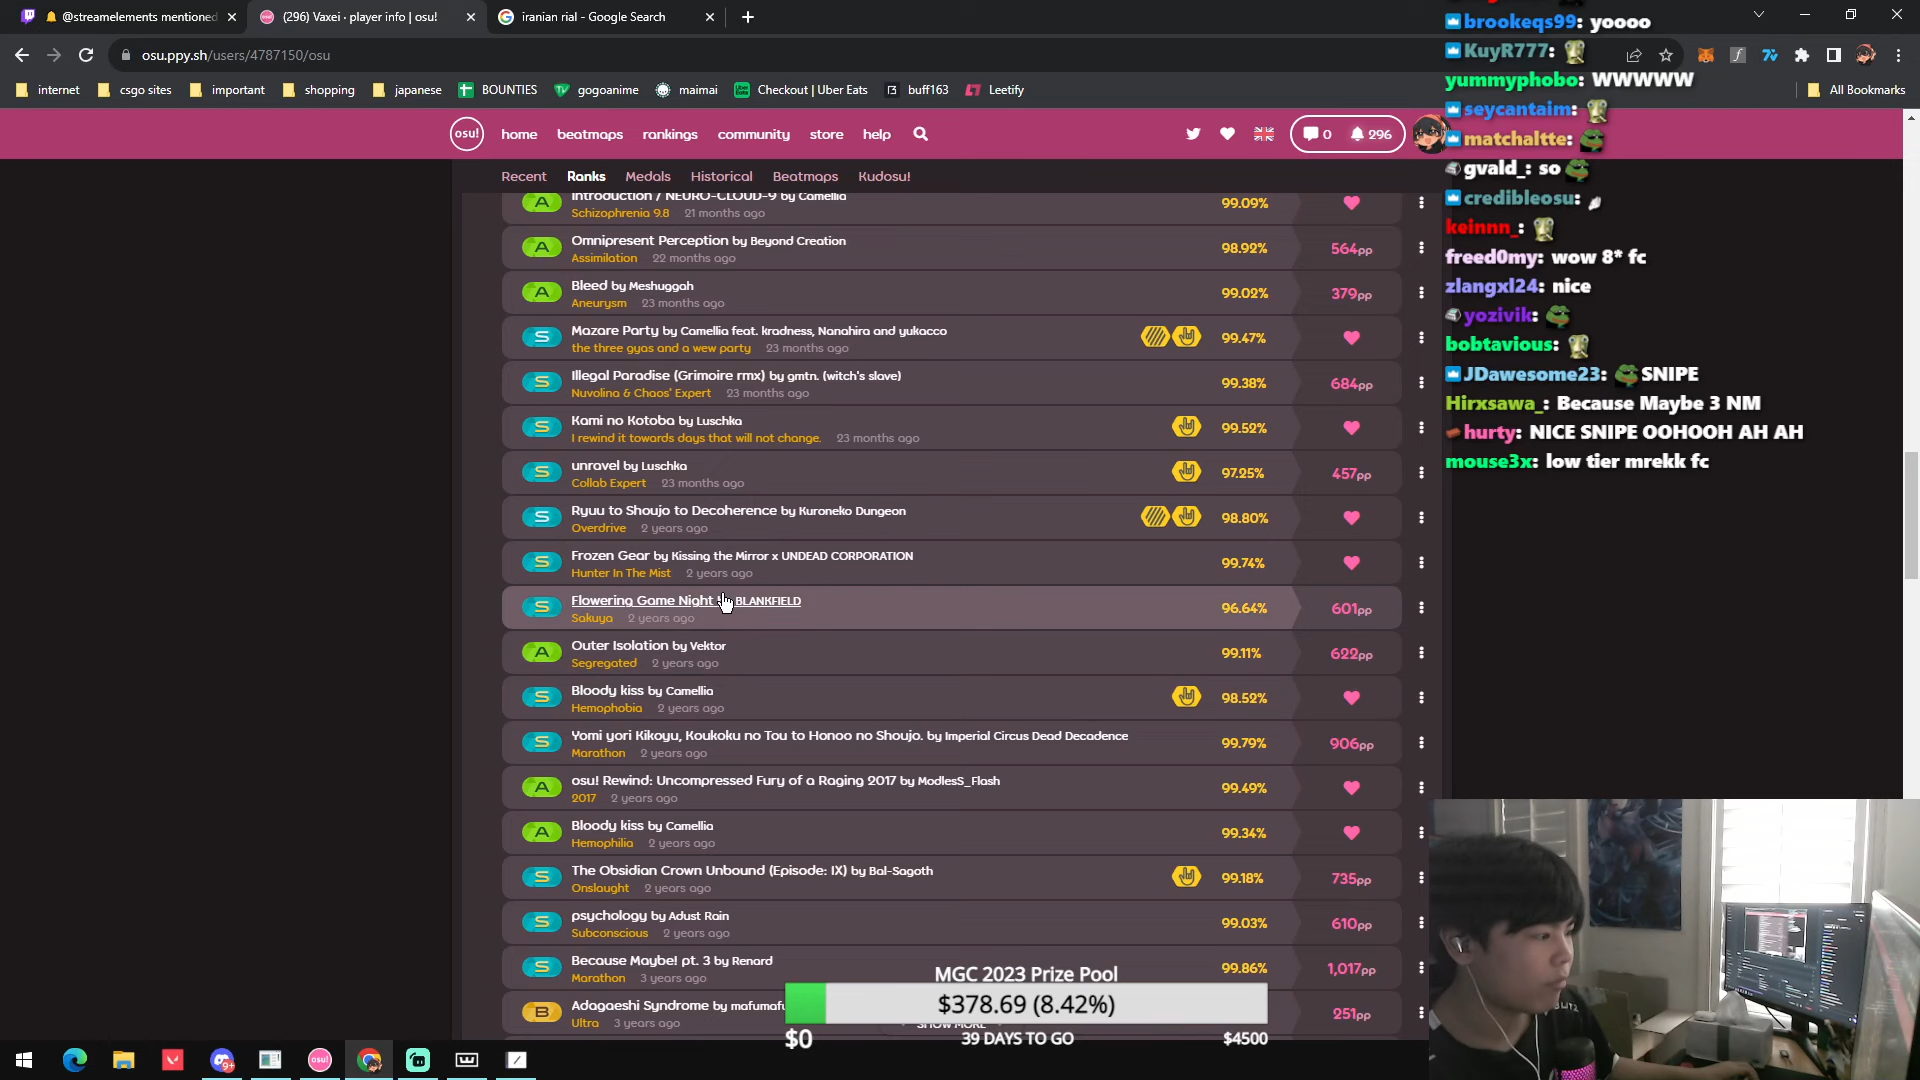 @streamelements mentioned
(296) Vaxei · player info | osu!
iranian rial - Google Search
osu.ppy.sh/users/4787150/osu
internet
csgo sites
important
shopping
japanese
BOUNTIES
gogoanime
maimai
Checkout | Uber Eats
buff163
Leetify
All Bookmarks
osu!
home
beatmaps
rankings
community
store
help
0
296
Recent
Ranks
Medals
Historical
Beatmaps
Kudosu!
A
Introduction / NEURO-CLOUD-9 by Camellia
Schizophrenia 9.8 21 months ago
99.09%
A
Omnipresent Perception by Beyond Creation
Assimilation 22 months ago
98.92%
564pp
A
Bleed by Meshuggah
Aneurysm 23 months ago
99.02%
379pp
S
Mazare Party by Camellia feat. kradness, Nanahira and yukacco
the three gyas and a wew party 23 months ago
99.47%
S
Illegal Paradise (Grimoire rmx) by gmtn. (witch's slave)
Nuvolina & Chaos' Expert 23 months ago
99.38%
684pp
S
Kami no Kotoba by Luschka
I rewind it towards days that will not change. 23 months ago
99.52%
S
unravel by Luschka
Collab Expert 23 months ago
97.25%
457pp
S
Ryuu to Shoujo to Decoherence by Kuroneko Dungeon
Overdrive 2 years ago
98.80%
S
Frozen Gear by Kissing the Mirror x UNDEAD CORPORATION
Hunter In The Mist 2 years ago
99.74%
S
Flowering Game Night BLANKFIELD
Sakuya 2 years ago
96.64%
601pp
A
Outer Isolation by Vektor
Segregated 2 years ago
99.11%
622pp
S
Bloody kiss by Camellia
Hemophobia 2 years ago
98.52%
S
Yomi yori Kikoyu, Koukoku no Tou to Honoo no Shoujo. by Imperial Circus Dead Decadence
Marathon 2 years ago
99.79%
906pp
A
osu! Rewind: Uncompressed Fury of a Raging 2017 by ModlesS_Flash
2017 2 years ago
99.49%
A
Bloody kiss by Camellia
Hemophilia 2 years ago
99.34%
S
The Obsidian Crown Unbound (Episode: IX) by Bal-Sagoth
Onslaught 2 years ago
99.18%
735pp
S
psychology by Adust Rain
Subconscious 2 years ago
99.03%
610pp
S
Because Maybe! pt. 3 by Renard
Marathon 3 years ago
99.86%
1,017pp
B
Adagaeshi Syndrome by mafumafu
Ultra 3 years ago
251pp
SHOW MORE
MGC 2023 Prize Pool
$378.69 (8.42%)
$0
39 DAYS TO GO
$4500
brookeqs99: yoooo
KuyR777:
yummyphobo: WWWWW
seycantaim:
matchaltte:
gvald_: so
credibleosu:
keinnn_:
freed0my: wow 8* fc
zlangxl24: nice
yozivik:
bobtavious:
JDawesome23: SNIPE
Hirxsawa_: Because Maybe 3 NM
hurty: NICE SNIPE OOHOOH AH AH
mouse3x: low tier mrekk fc
9+
osu!